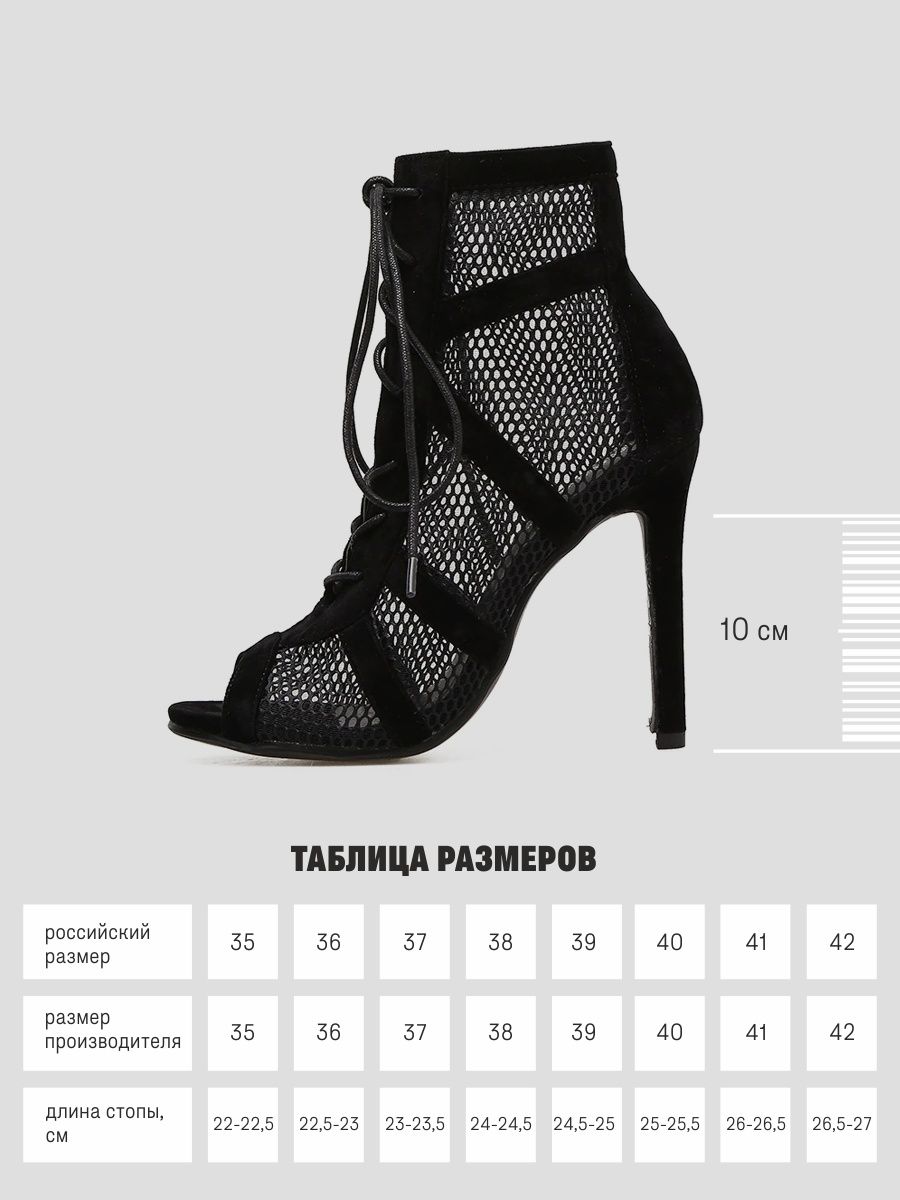 10 см
ТАБЛИЦА РАЗМЕРОВ
российский размер 35 36 37 38 39 40 41 42
размер производителя 35 36 37 38 39 40 41 42
длина стопы, см 22-22,5 22,5-23 23-23,5 24-24,5 24,5-25 25-25,5 26-26,5 26,5-27